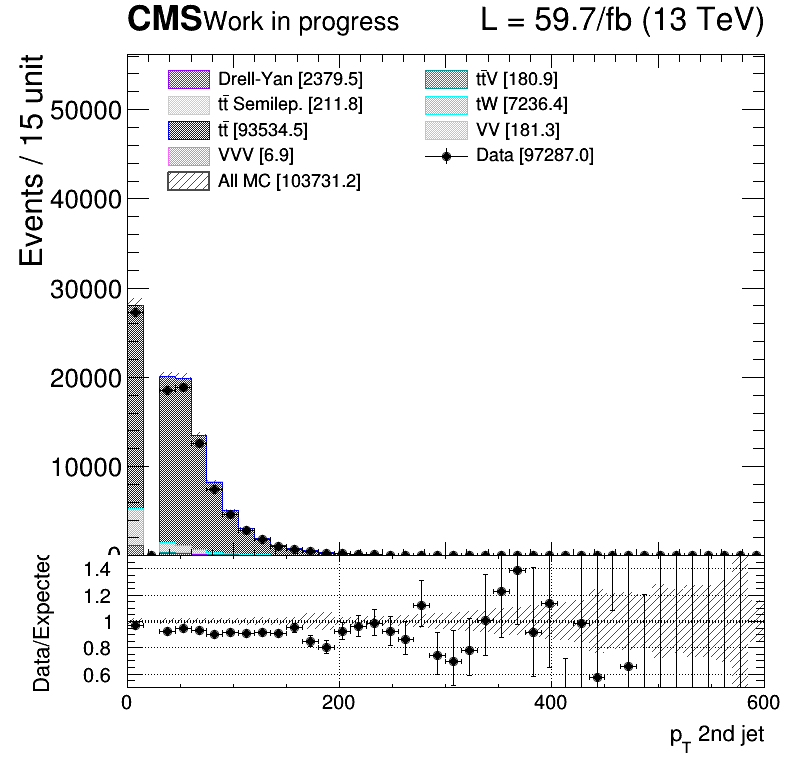 CMS Work in progress L = 59.7/fb (13 TeV)
Events / 15 unit
50000
40000
30000
20000
10000
0
Drell-Yan [2379.5]
tt̄ Semilep. [211.8]
tt̄ [93534.5]
VVV [6.9]
All MC [103731.2]
tt̄V [180.9]
tW [7236.4]
VV [181.3]
Data [97287.0]
Data/Expected
1.4
1.2
1
0.8
0.6
0 200 400 600
p_T 2nd jet